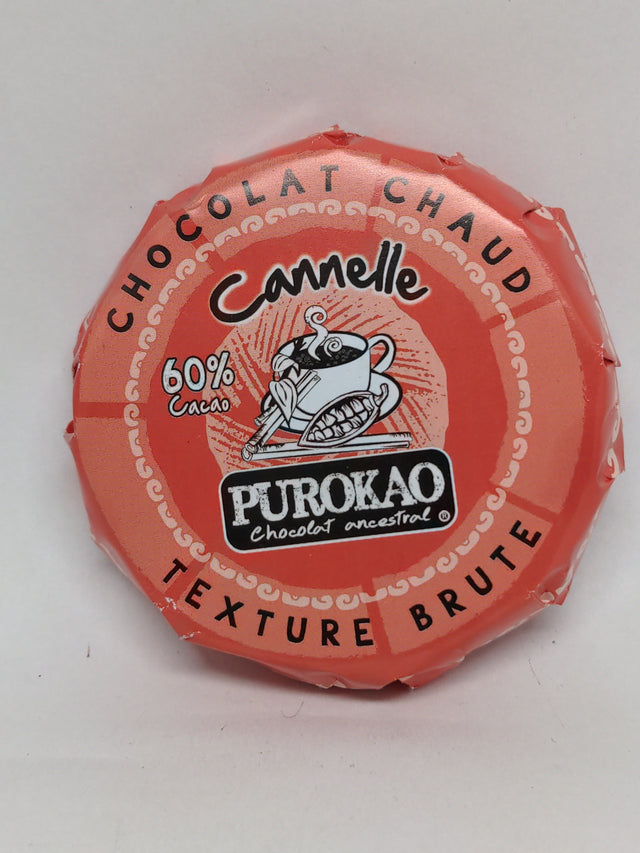 CHOCOLAT CHAUD
Cannelle
60%
Cacao
PUROKAO
Chocolat ancestral ®
TEXTURE BRUTE